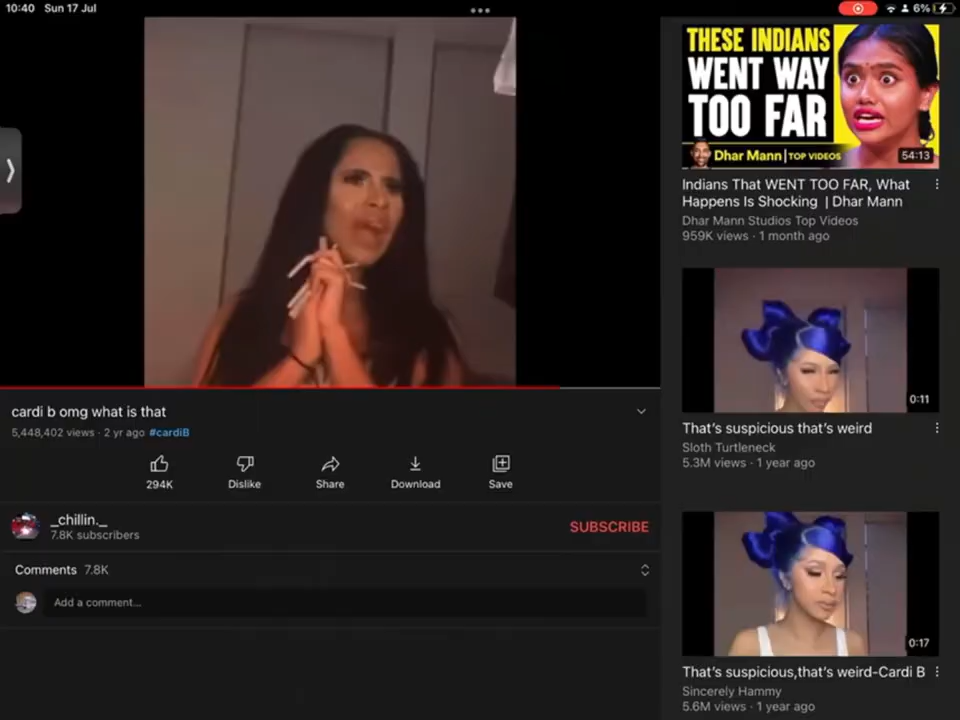 10:40 Sun 17 Jul
6%
THESE INDIANS
WENT WAY
TOO FAR
Dhar Mann | TOP VIDEOS
54:13
Indians That WENT TOO FAR, What
Happens Is Shocking | Dhar Mann
Dhar Mann Studios Top Videos
959K views · 1 month ago
cardi b omg what is that
5,448,402 views · 2 yr ago #cardiB
294K
Dislike
Share
Download
Save
_chillin._
7.8K subscribers
SUBSCRIBE
Comments 7.8K
Add a comment...
0:11
That's suspicious that's weird
Sloth Turtleneck
5.3M views · 1 year ago
0:17
That's suspicious,that's weird-Cardi B
Sincerely Hammy
5.6M views · 1 year ago